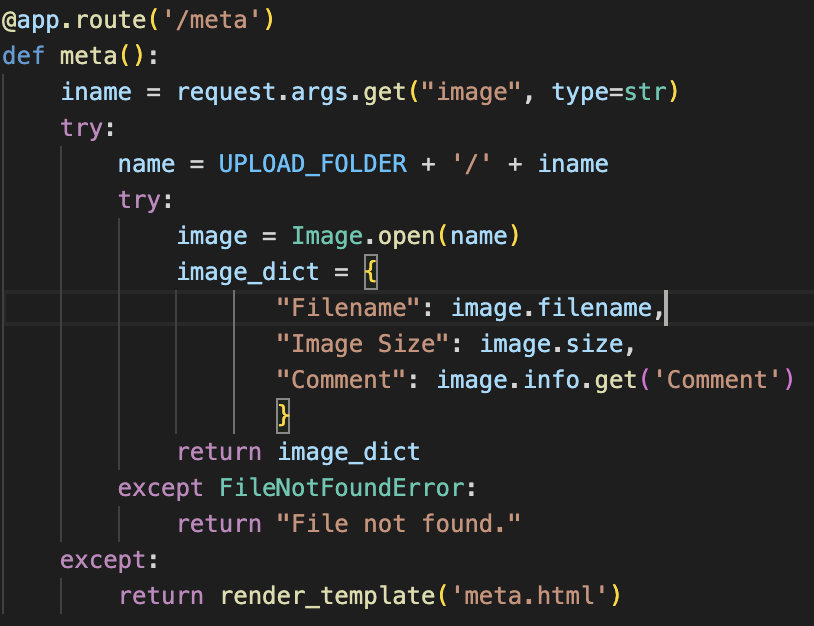 @app.route('/meta')
def meta():
    iname = request.args.get("image", type=str)
    try:
        name = UPLOAD_FOLDER + '/' + iname
        try:
            image = Image.open(name)
            image_dict = {
                   "Filename": image.filename,
                   "Image Size": image.size,
                   "Comment": image.info.get('Comment')
                   }
            return image_dict
        except FileNotFoundError:
            return "File not found."
    except:
        return render_template('meta.html')